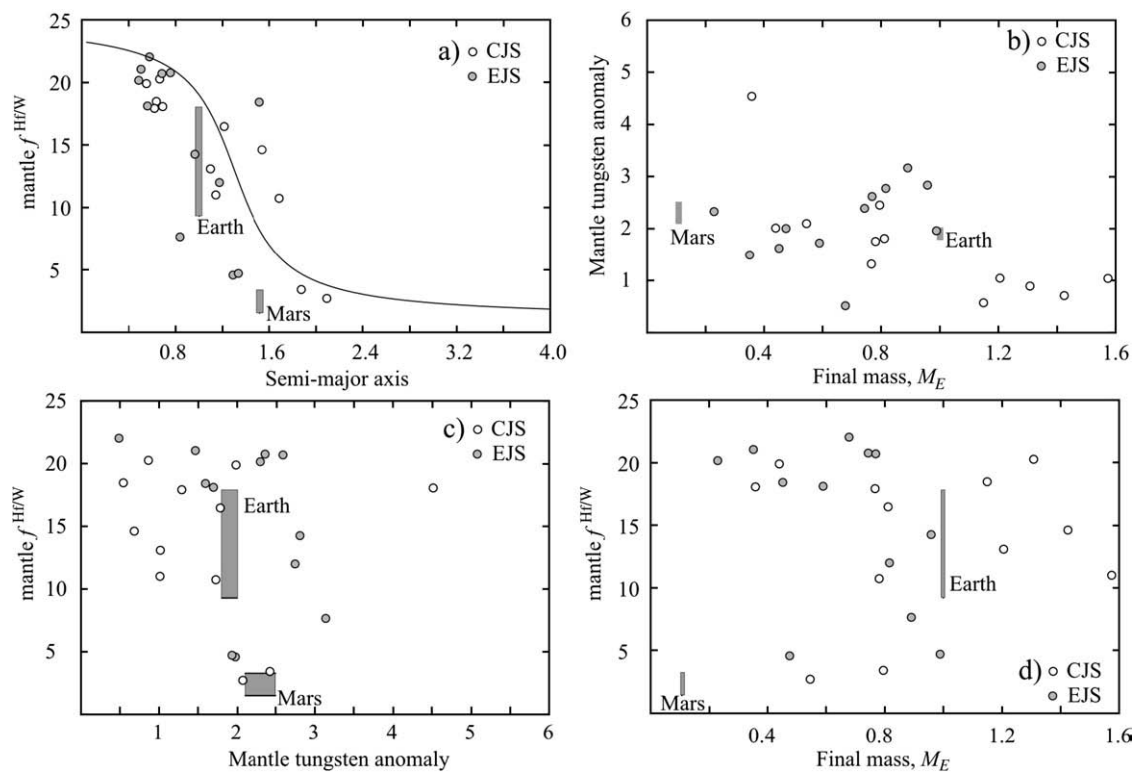 25
20
15
10
5
mantle f Hf/W
a)
CJS
EJS
Earth
Mars
0.8
1.6
2.4
3.2
4.0
Semi-major axis
6
5
4
3
2
1
Mantle tungsten anomaly
b)
CJS
EJS
Mars
Earth
0.4
0.8
1.2
1.6
Final mass, M_E
25
20
15
10
5
mantle f Hf/W
c)
CJS
EJS
Earth
Mars
1
2
3
4
5
6
Mantle tungsten anomaly
25
20
15
10
5
mantle f Hf/W
Earth
Mars
d)
CJS
EJS
0.4
0.8
1.2
1.6
Final mass, M_E